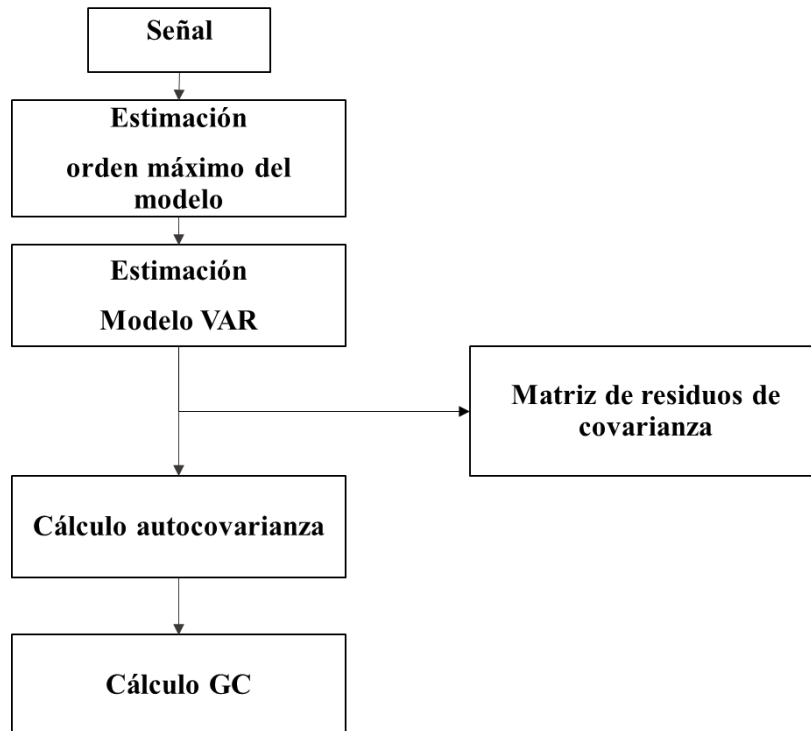 Señal
Estimación
orden máximo del
modelo
Estimación
Modelo VAR
Matriz de residuos de
covarianza
Cálculo autocovarianza
Cálculo GC